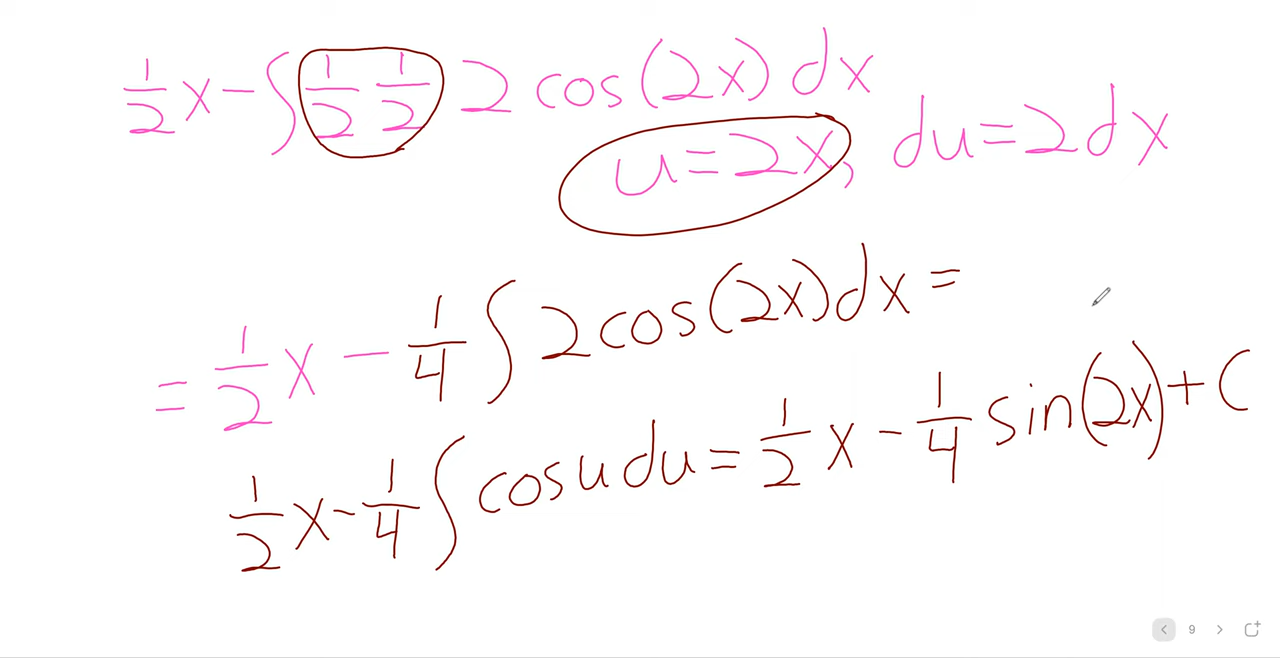 1/2 x - ∫ 1/2 1/2 2 cos(2x) dx
u = 2x, du = 2dx
= 1/2 x - 1/4 ∫ 2cos(2x)dx =
1/2 x - 1/4 ∫ cos u du = 1/2 x - 1/4 sin(2x) + C
9